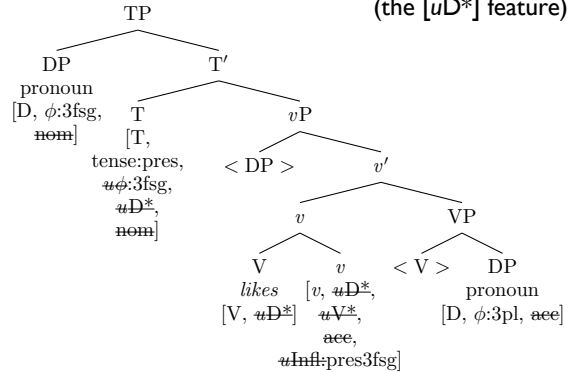 (the [uD*] feature)
TP
DP T′
pronoun
[D, ϕ:3fsg,
nom]
T vP
[T,
tense:pres,
uϕ:3fsg,
uD*,
nom]
< DP > v′
v VP
V v < V > DP
likes [v, uD*, pronoun
[V, uD*] uV*, [D, ϕ:3pl, acc]
acc,
uInfl:pres3fsg]